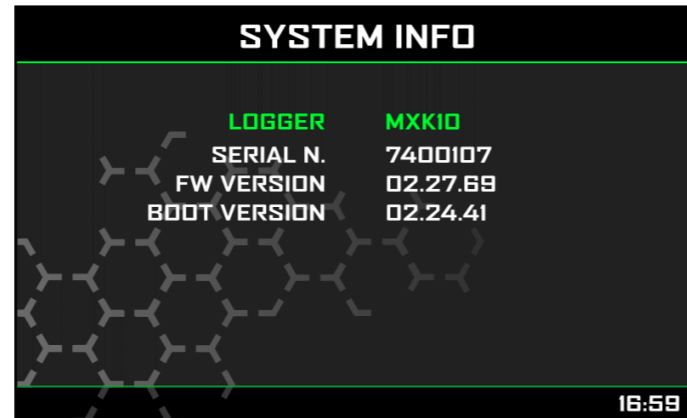 SYSTEM INFO
LOGGER MXK10
SERIAL N. 7400107
FW VERSION 02.27.69
BOOT VERSION 02.24.41
16:59